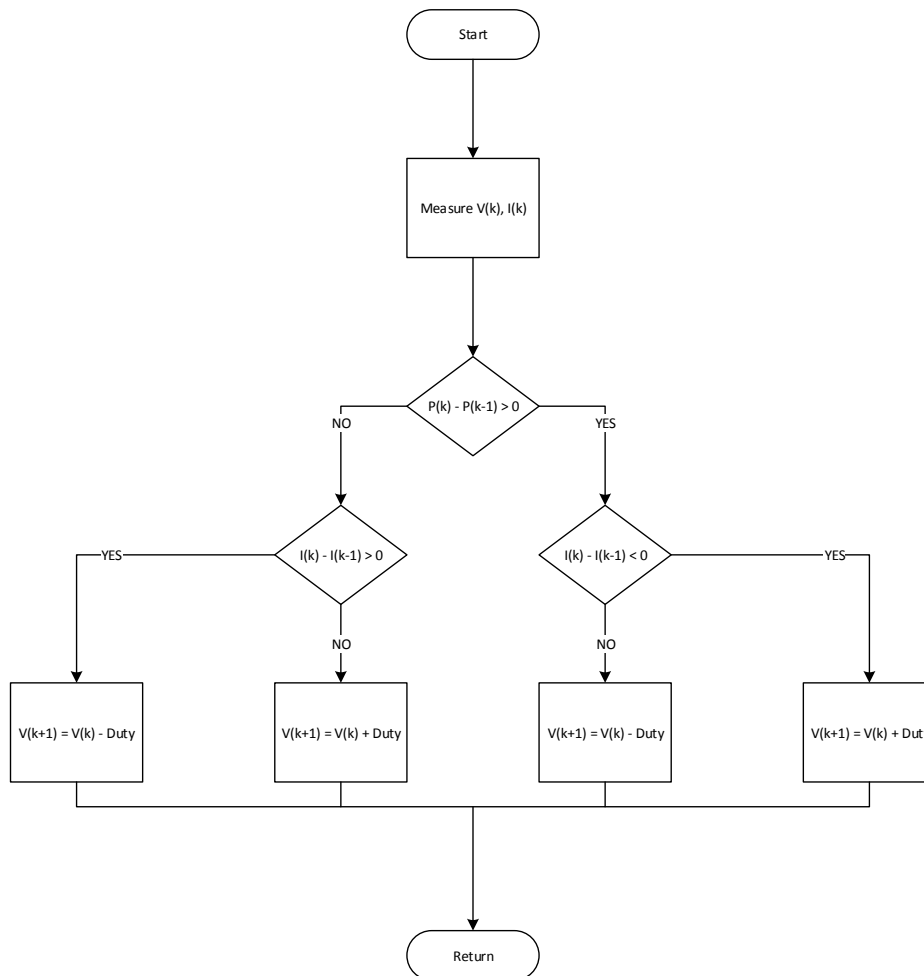 Start
Measure V(k), I(k)
P(k) - P(k-1) > 0
NO
YES
I(k) - I(k-1) > 0
I(k) - I(k-1) < 0
YES
YES
NO
NO
V(k+1) = V(k) - Duty
V(k+1) = V(k) + Duty
V(k+1) = V(k) - Duty
V(k+1) = V(k) + Dut
Return